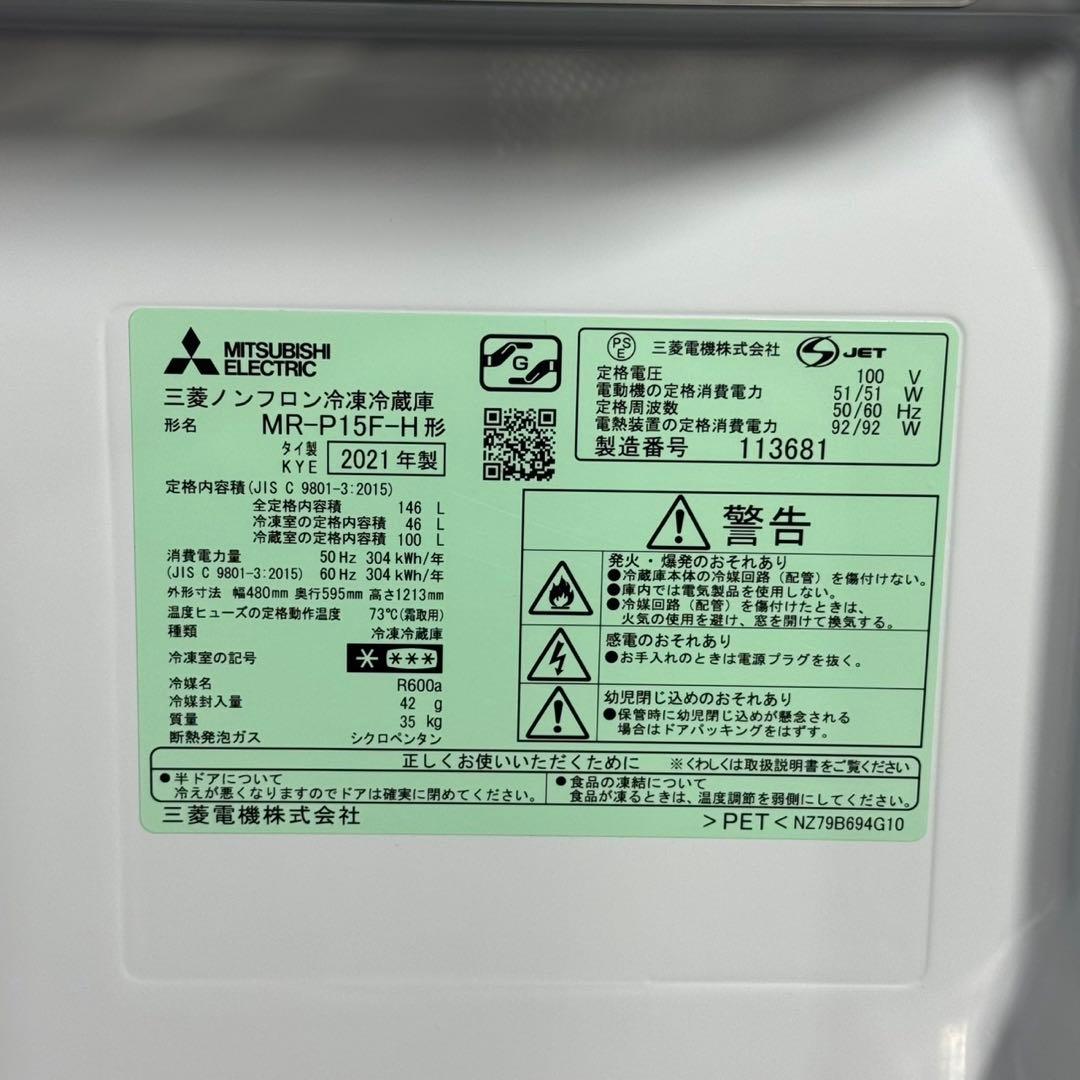 MITSUBISHI
ELECTRIC
三菱ノンフロン冷凍冷蔵庫
形名 MR-P15F-H形
タイ製
KYE 2021年製
定格内容積(JIS C 9801-3:2015)
全定格内容積 146 L
冷凍室の定格内容積 46 L
冷蔵室の定格内容積 100 L
消費電力量 50 Hz 304 kWh/年
(JIS C 9801-3:2015) 60 Hz 304 kWh/年
外形寸法 幅480mm 奥行595mm 高さ1213mm
温度ヒューズの定格動作温度 73℃(霜取用)
種類 冷凍冷蔵庫
冷凍室の記号 * ***
冷媒名 R600a
冷媒封入量 42 g
質量 35 kg
断熱発泡ガス シクロペンタン
G
PSE 三菱電機株式会社 S JET
定格電圧 100 V
電動機の定格消費電力 51/51 W
定格周波数 50/60 Hz
電熱装置の定格消費電力 92/92 W
製造番号 113681
警告
発火・爆発のおそれあり
●冷蔵庫本体の冷媒回路(配管)を傷付けない。
●庫内では電気製品を使用しない。
●冷媒回路(配管)を傷付けたときは、
火気の使用を避け、窓を開けて換気する。
感電のおそれあり
●お手入れのときは電源プラグを抜く。
幼児閉じ込めのおそれあり
●保管時に幼児閉じ込めが懸念される
場合はドアパッキングをはずす。
正しくお使いいただくために ※くわしくは取扱説明書をご覧ください
●半ドアについて
冷えが悪くなりますのでドアは確実に閉めてください。
●食品の凍結について
食品が凍るときは、温度調節を弱側にしてください。
三菱電機株式会社
>PET< NZ79B694G10